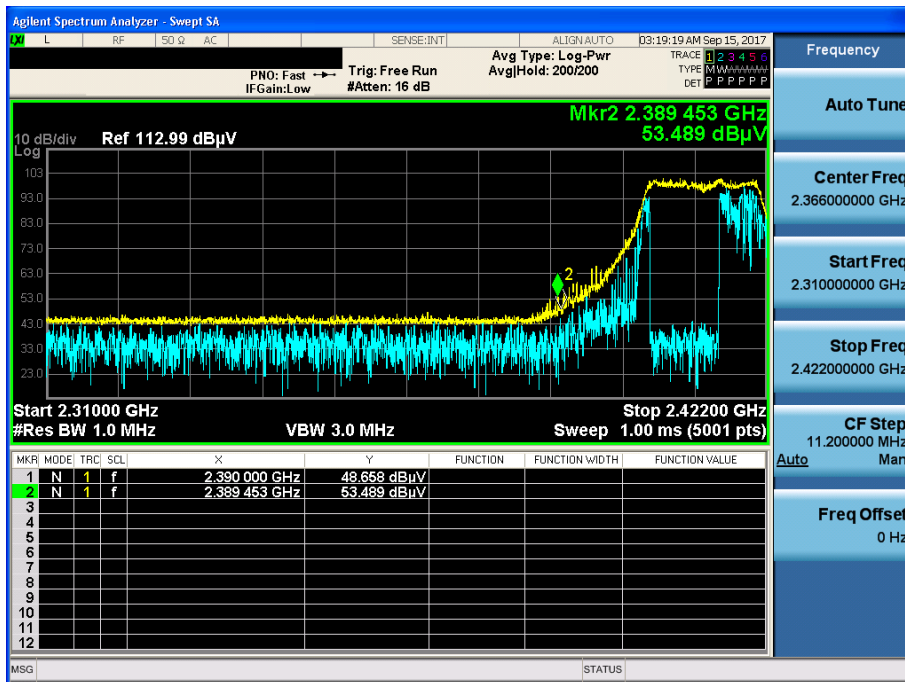 Agilent Spectrum Analyzer - Swept SA
LXI L RF 50 Ω AC SENSE:INT ALIGN AUTO 03:19:19 AM Sep 15, 2017
PNO: Fast
IFGain:Low
Trig: Free Run
#Atten: 16 dB
Avg Type: Log-Pwr
Avg|Hold: 200/200
TRACE 1 2 3 4 5 6
TYPE M W W W W W
DET P P P P P P
Mkr2 2.389 453 GHz
53.489 dBµV
10 dB/div Ref 112.99 dBµV
Log
103
93.0
83.0
73.0
63.0
53.0
43.0
33.0
23.0
2
Start 2.31000 GHz Stop 2.42200 GHz
#Res BW 1.0 MHz VBW 3.0 MHz Sweep 1.00 ms (5001 pts)
MKR MODE TRC SCL X Y FUNCTION FUNCTION WIDTH FUNCTION VALUE
1 N 1 f 2.390 000 GHz 48.658 dBµV
2 N 1 f 2.389 453 GHz 53.489 dBµV
3
4
5
6
7
8
9
10
11
12
MSG STATUS
Frequency
Auto Tune
Center Freq
2.366000000 GHz
Start Freq
2.310000000 GHz
Stop Freq
2.422000000 GHz
CF Step
11.200000 MHz
Auto Man
Freq Offset
0 Hz